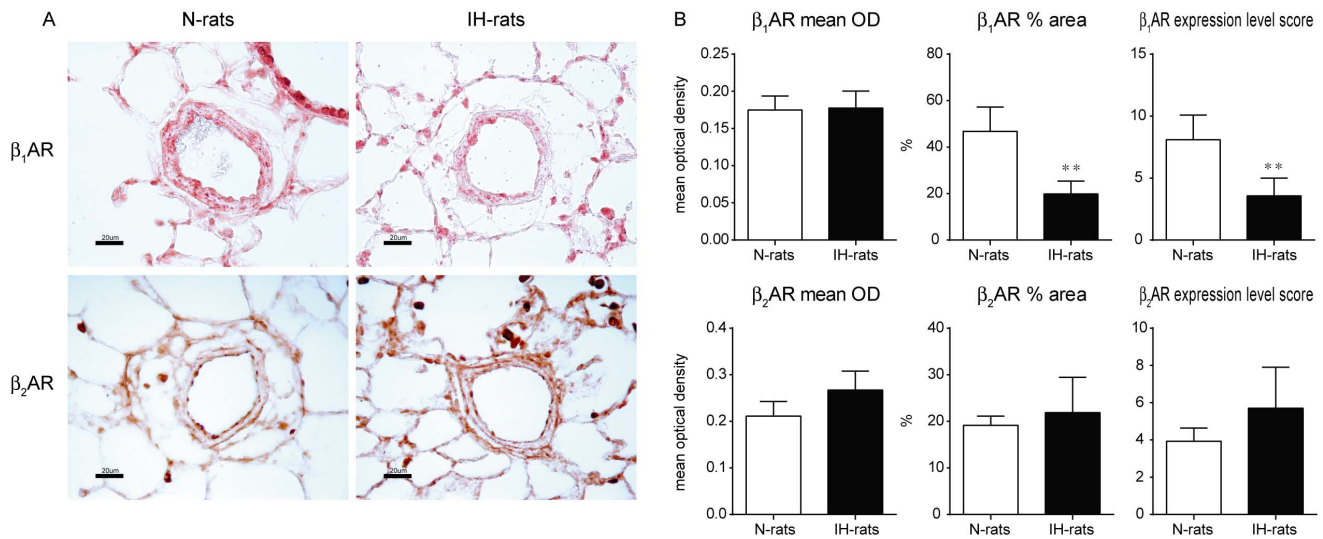 A
N-rats
IH-rats
β₁AR
20um
20um
β₂AR
20um
20um
B
β₁AR mean OD
mean optical density
0.25
0.20
0.15
0.10
0.05
0.00
N-rats
IH-rats
β₁AR % area
%
80
60
40
20
0
**
N-rats
IH-rats
β₁AR expression level score
15
10
5
0
**
N-rats
IH-rats
β₂AR mean OD
mean optical density
0.4
0.3
0.2
0.1
0.0
N-rats
IH-rats
β₂AR % area
%
40
30
20
10
0
N-rats
IH-rats
β₂AR expression level score
10
8
6
4
2
0
N-rats
IH-rats